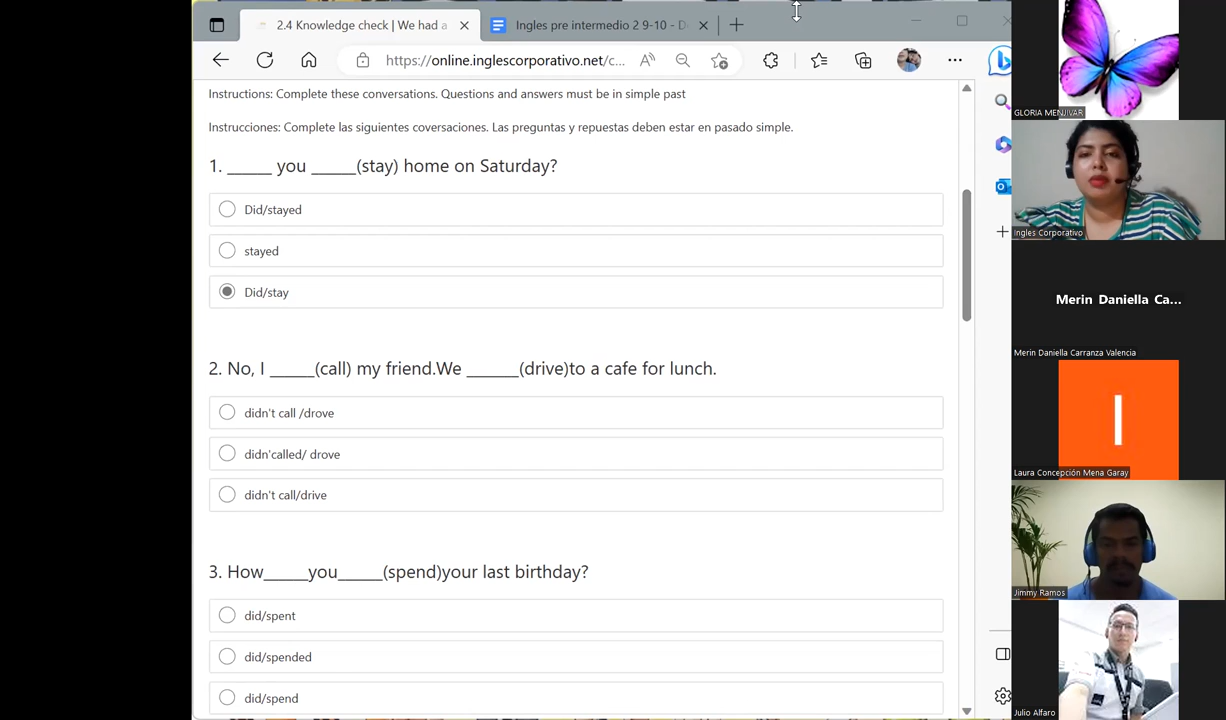 2.4 Knowledge check | We had a
Ingles pre intermedio 2 9-10 - D
https://online.inglescorporativo.net/c...
Instructions: Complete these conversations. Questions and answers must be in simple past
Instrucciones: Complete las siguientes coversaciones. Las preguntas y repuestas deben estar en pasado simple.
1. _____ you _____(stay) home on Saturday?
Did/stayed
stayed
Did/stay
2. No, I _____(call) my friend.We ______(drive)to a cafe for lunch.
didn't call /drove
didn'called/ drove
didn't call/drive
3. How_____you_____(spend)your last birthday?
did/spent
did/spended
did/spend
GLORIA MENJIVAR
Ingles Corporativo
Merin Daniella Ca...
Merin Daniella Carranza Valencia
I
Laura Concepción Mena Garay
Jimmy Ramos
Julio Alfaro